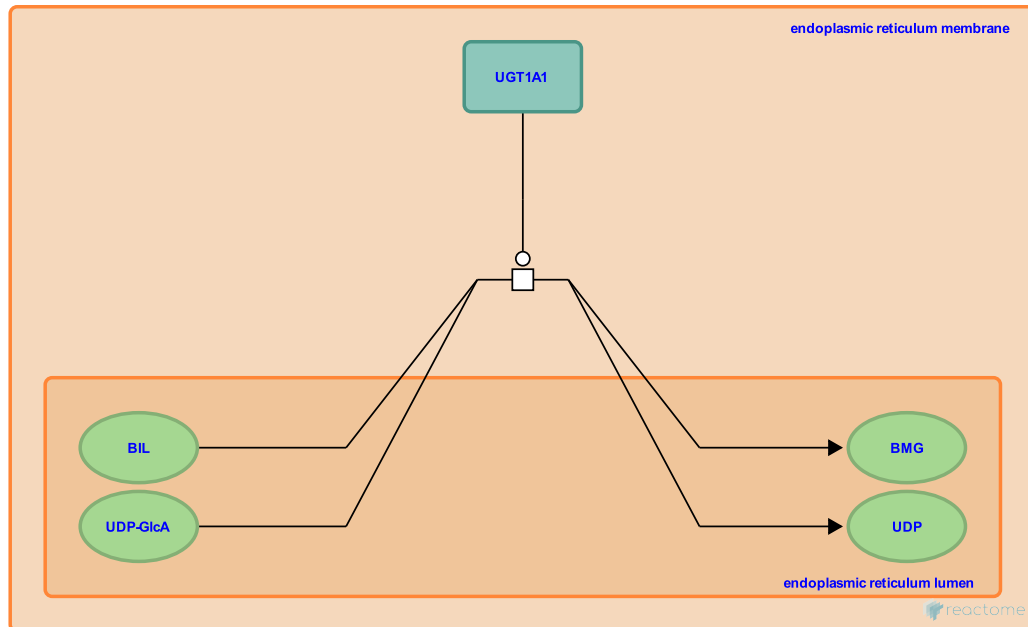 endoplasmic reticulum membrane
UGT1A1
BIL
BMG
UDP-GlcA
UDP
endoplasmic reticulum lumen
reactome